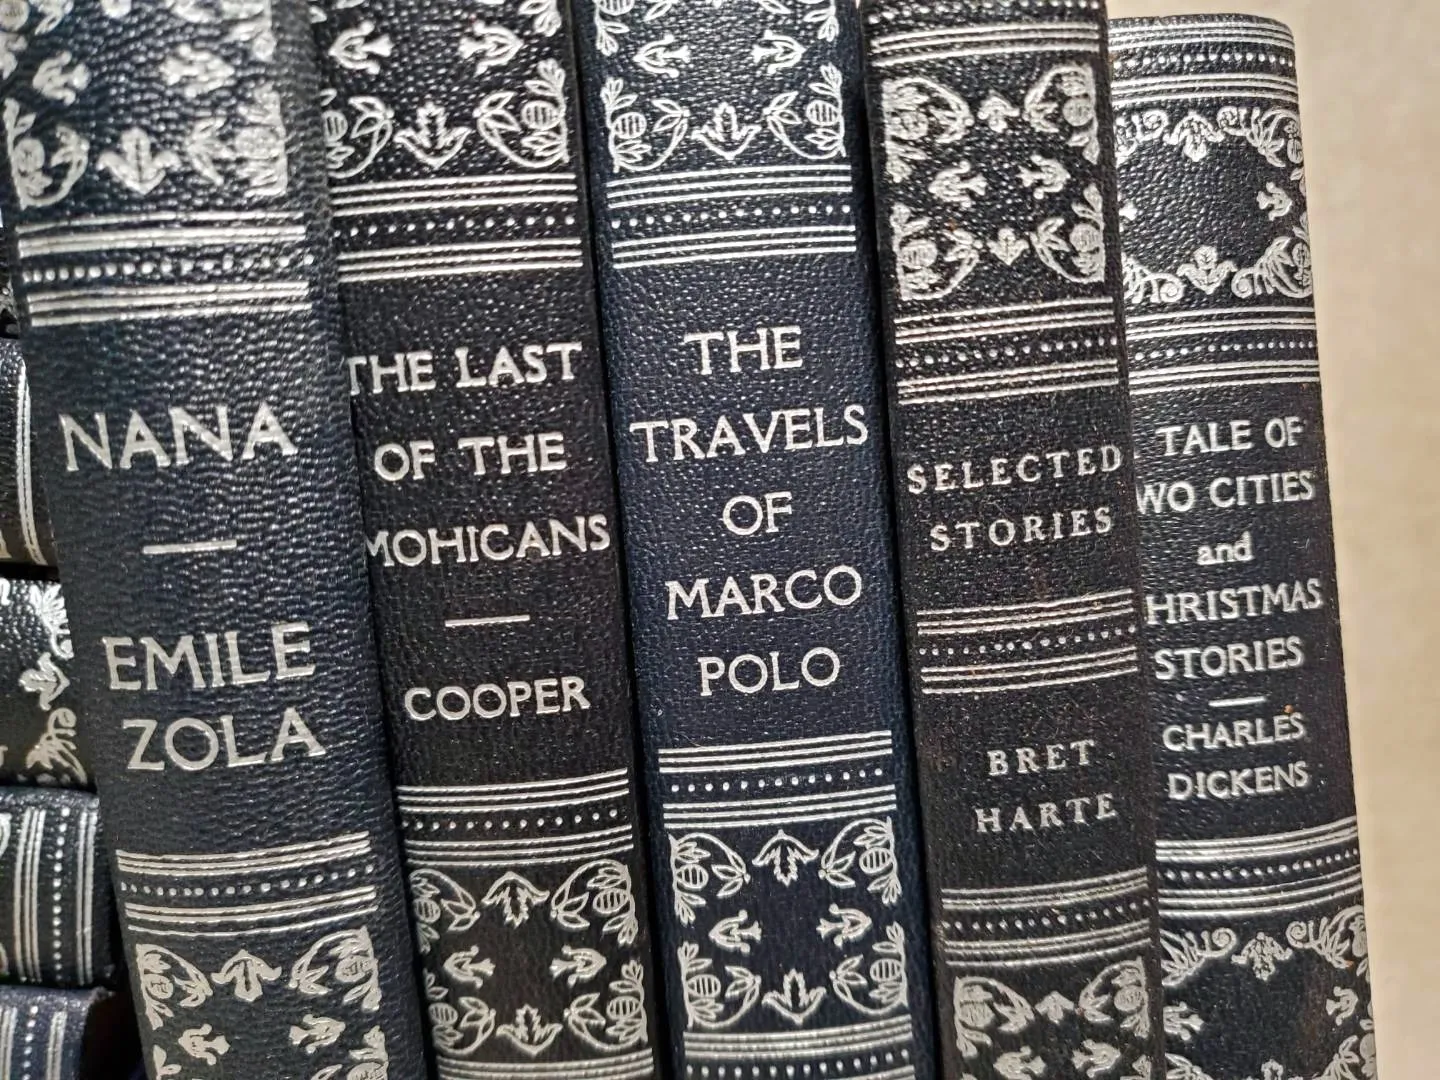 NANA
EMILE
ZOLA
THE LAST
OF THE
MOHICANS
COOPER
THE
TRAVELS
OF
MARCO
POLO
SELECTED
STORIES
BRET
HARTE
TALE OF
WO CITIES
and
HRISTMAS
STORIES
CHARLES
DICKENS